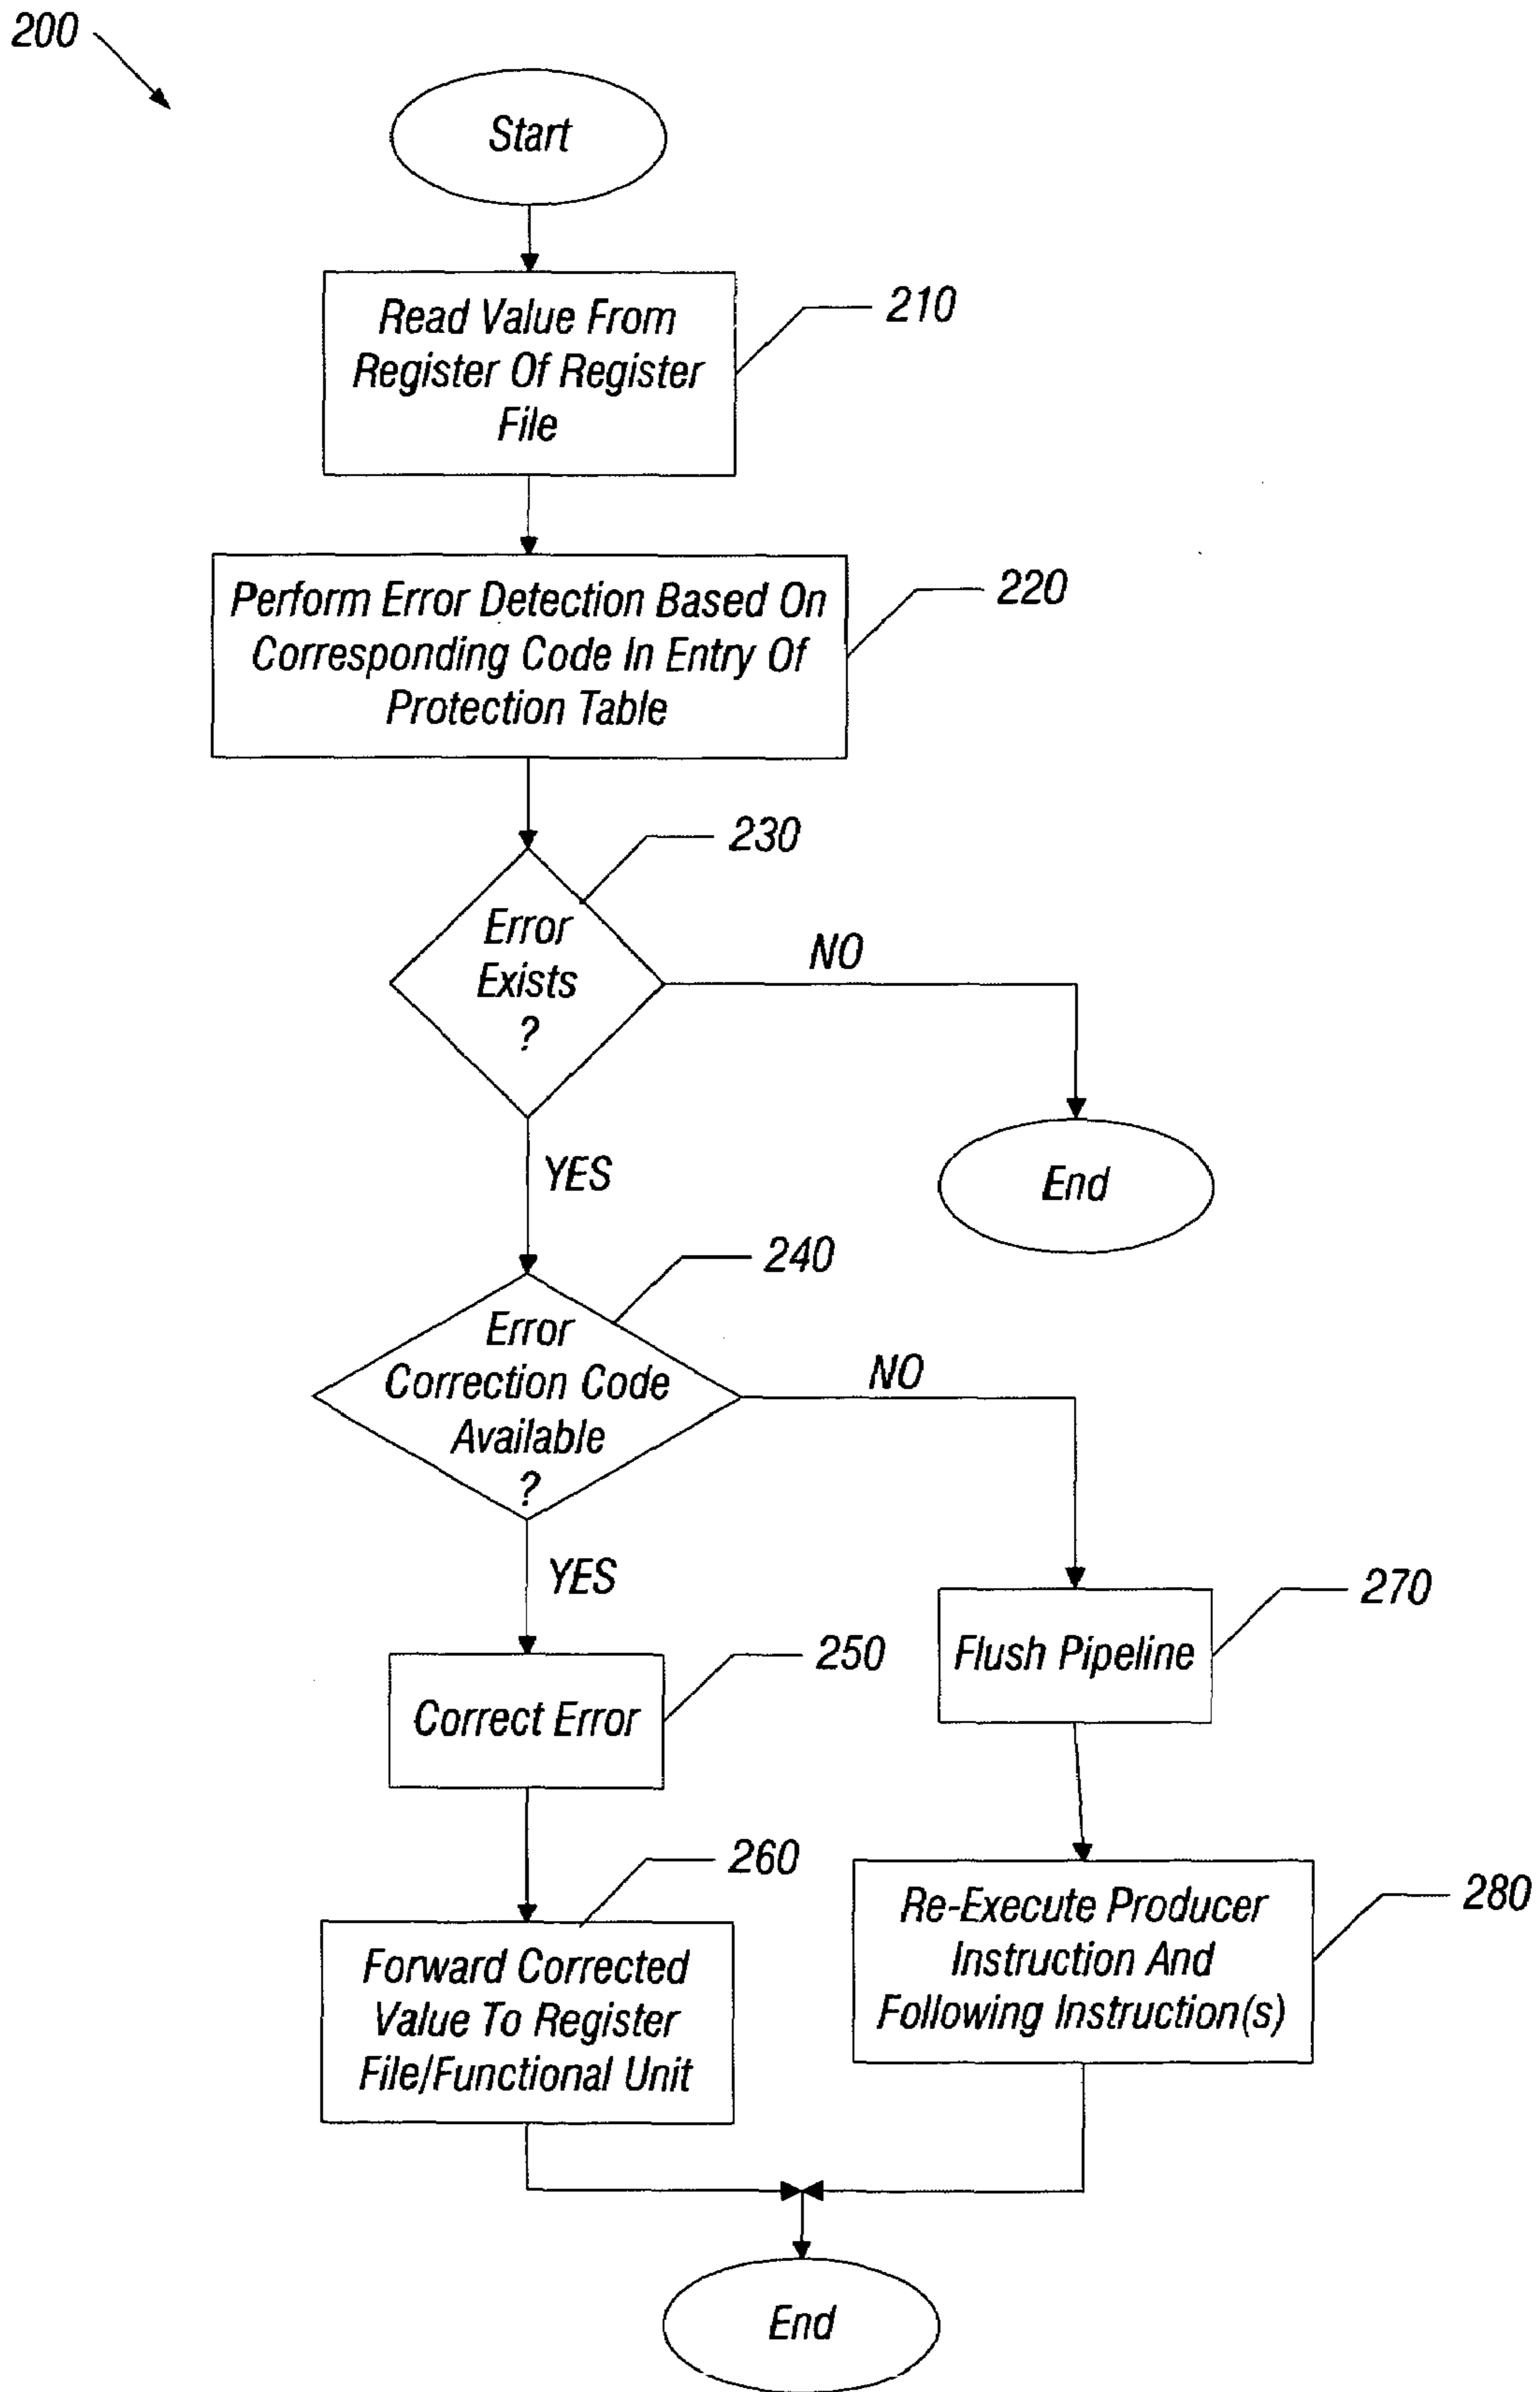 200
Start
Read Value From
Register Of Register
File
210
Perform Error Detection Based On
Corresponding Code In Entry Of
Protection Table
220
230
Error
Exists
?
NO
YES
End
240
Error
Correction Code
Available
?
NO
YES
270
Flush Pipeline
250
Correct Error
260
Forward Corrected
Value To Register
File/Functional Unit
280
Re-Execute Producer
Instruction And
Following Instruction(s)
End